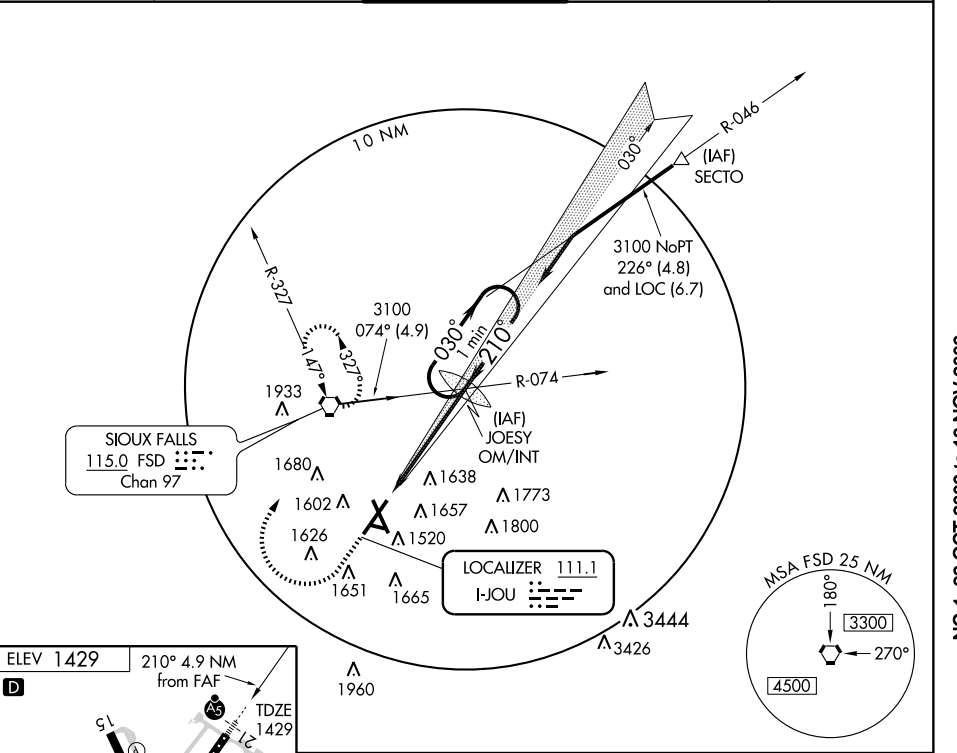 10 NM
R-046
030°
(IAF)
SECTO
3100 NoPT
226° (4.8)
and LOC (6.7)
R-327
3100
074° (4.9)
147°
327°
030°
1 min
210°
R-074
1933
(IAF)
JOESY
OM/INT
SIOUX FALLS
115.0 FSD
Chan 97
1680
1638
1602
1773
1657
1800
1626
1520
LOCALIZER 111.1
I-JOU
1651
1665
3444
3426
1960
MSA FSD 25 NM
180°
3300
270°
4500
ELEV 1429
D
210° 4.9 NM
from FAF
A5
TDZE
1429
15
21
A